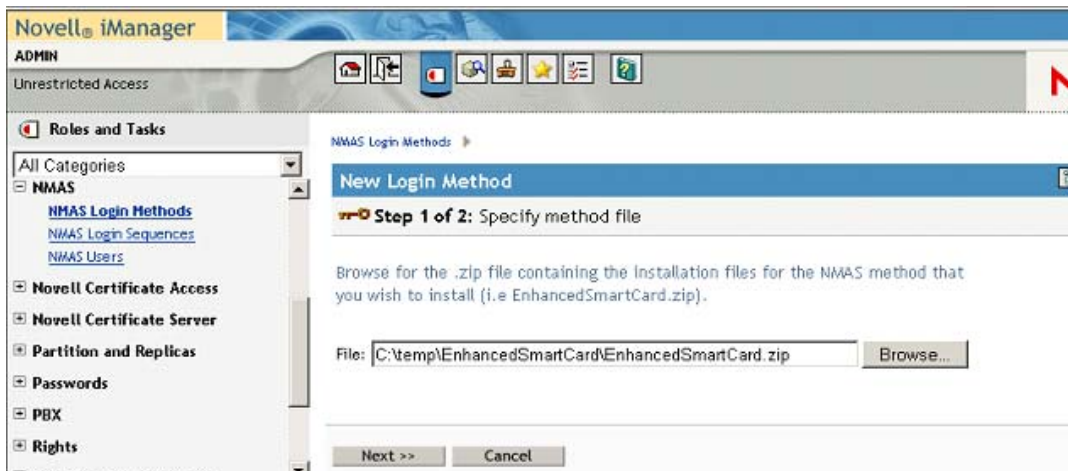 Novell® iManager
ADMIN
Unrestricted Access
Roles and Tasks
All Categories
NMAS
NMAS Login Methods
NMAS Login Sequences
NMAS Users
Novell Certificate Access
Novell Certificate Server
Partition and Replicas
Passwords
PBX
Rights
N
NMAS Login Methods
New Login Method
Step 1 of 2: Specify method file
Browse for the .zip file containing the installation files for the NMAS method that
you wish to install (i.e EnhancedSmartCard.zip).
File: C:\temp\EnhancedSmartCard\EnhancedSmartCard.zip Browse...
Next >> Cancel